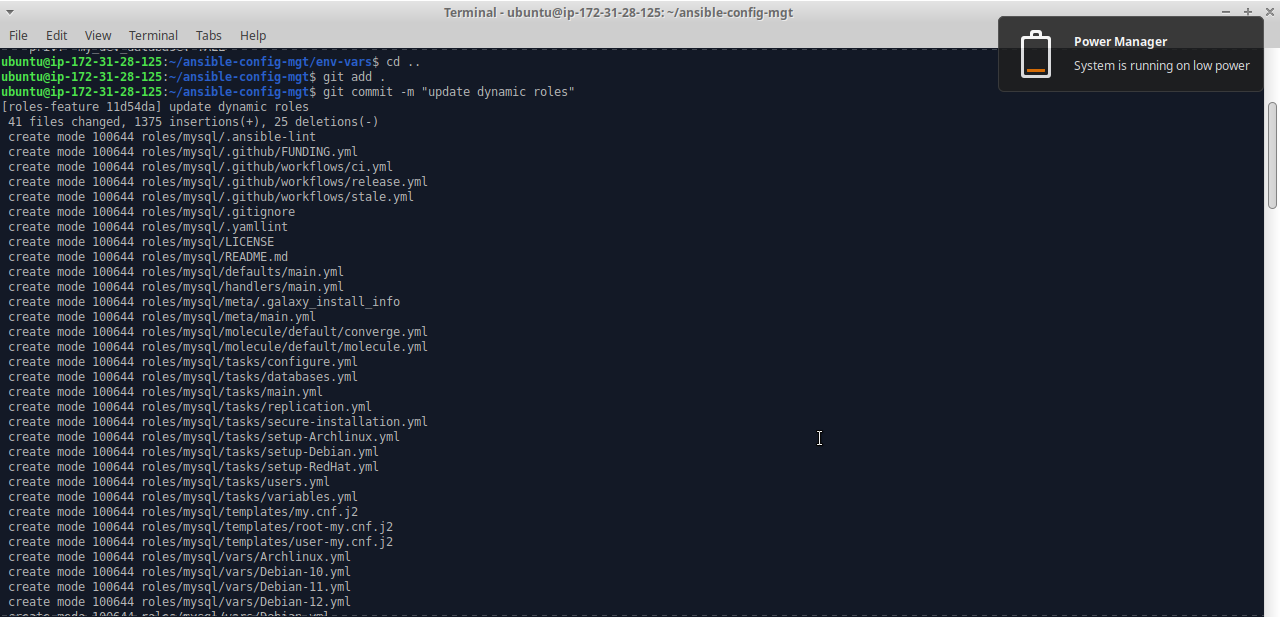 Terminal - ubuntu@ip-172-31-28-125: ~/ansible-config-mgt
File Edit View Terminal Tabs Help
Power Manager
System is running on low power
ubuntu@ip-172-31-28-125:~/ansible-config-mgt/env-vars$ cd ..
ubuntu@ip-172-31-28-125:~/ansible-config-mgt$ git add .
ubuntu@ip-172-31-28-125:~/ansible-config-mgt$ git commit -m "update dynamic roles"
[roles-feature 11d54da] update dynamic roles
41 files changed, 1375 insertions(+), 25 deletions(-)
create mode 100644 roles/mysql/.ansible-lint
create mode 100644 roles/mysql/.github/FUNDING.yml
create mode 100644 roles/mysql/.github/workflows/ci.yml
create mode 100644 roles/mysql/.github/workflows/release.yml
create mode 100644 roles/mysql/.github/workflows/stale.yml
create mode 100644 roles/mysql/.gitignore
create mode 100644 roles/mysql/.yamllint
create mode 100644 roles/mysql/LICENSE
create mode 100644 roles/mysql/README.md
create mode 100644 roles/mysql/defaults/main.yml
create mode 100644 roles/mysql/handlers/main.yml
create mode 100644 roles/mysql/meta/.galaxy_install_info
create mode 100644 roles/mysql/meta/main.yml
create mode 100644 roles/mysql/molecule/default/converge.yml
create mode 100644 roles/mysql/molecule/default/molecule.yml
create mode 100644 roles/mysql/tasks/configure.yml
create mode 100644 roles/mysql/tasks/databases.yml
create mode 100644 roles/mysql/tasks/main.yml
create mode 100644 roles/mysql/tasks/replication.yml
create mode 100644 roles/mysql/tasks/secure-installation.yml
create mode 100644 roles/mysql/tasks/setup-Archlinux.yml
create mode 100644 roles/mysql/tasks/setup-Debian.yml
create mode 100644 roles/mysql/tasks/setup-RedHat.yml
create mode 100644 roles/mysql/tasks/users.yml
create mode 100644 roles/mysql/tasks/variables.yml
create mode 100644 roles/mysql/templates/my.cnf.j2
create mode 100644 roles/mysql/templates/root-my.cnf.j2
create mode 100644 roles/mysql/templates/user-my.cnf.j2
create mode 100644 roles/mysql/vars/Archlinux.yml
create mode 100644 roles/mysql/vars/Debian-10.yml
create mode 100644 roles/mysql/vars/Debian-11.yml
create mode 100644 roles/mysql/vars/Debian-12.yml